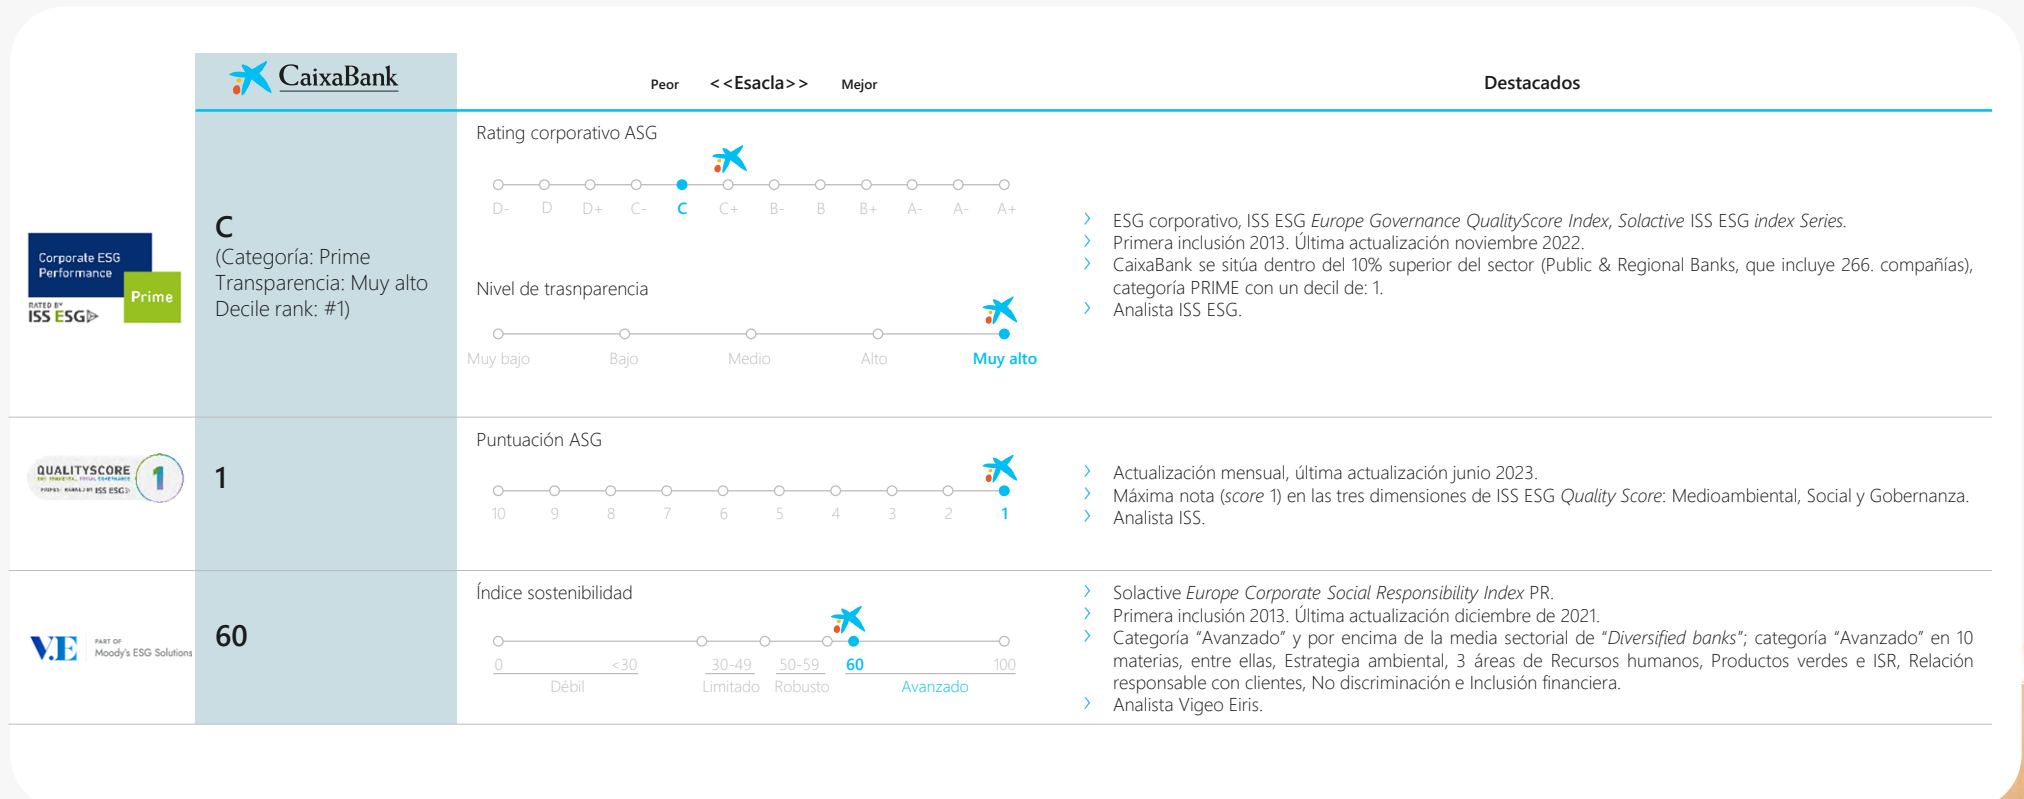 CaixaBank
Peor <<Esacla>> Mejor
Destacados
Corporate ESG
Performance
Prime
RATED BY
ISS ESG
C
(Categoría: Prime
Transparencia: Muy alto
Decile rank: #1)
Rating corporativo ASG
D- D D+ C- C C+ B- B B+ A- A- A+
Nivel de trasnparencia
Muy bajo Bajo Medio Alto Muy alto
ESG corporativo, ISS ESG Europe Governance QualityScore Index, Solactive ISS ESG index Series.
Primera inclusión 2013. Última actualización noviembre 2022.
CaixaBank se sitúa dentro del 10% superior del sector (Public & Regional Banks, que incluye 266. compañías),
categoría PRIME con un decil de: 1.
Analista ISS ESG.
QUALITYSCORE
1
ISS ESG
1
Puntuación ASG
10 9 8 7 6 5 4 3 2 1
Actualización mensual, última actualización junio 2023.
Máxima nota (score 1) en las tres dimensiones de ISS ESG Quality Score: Medioambiental, Social y Gobernanza.
Analista ISS.
V.E
PART OF
Moody's ESG Solutions
60
Índice sostenibilidad
0 <30 30-49 50-59 60 100
Débil Limitado Robusto Avanzado
Solactive Europe Corporate Social Responsibility Index PR.
Primera inclusión 2013. Última actualización diciembre de 2021.
Categoría “Avanzado” y por encima de la media sectorial de “Diversified banks”; categoría “Avanzado” en 10
materias, entre ellas, Estrategia ambiental, 3 áreas de Recursos humanos, Productos verdes e ISR, Relación
responsable con clientes, No discriminación e Inclusión financiera.
Analista Vigeo Eiris.